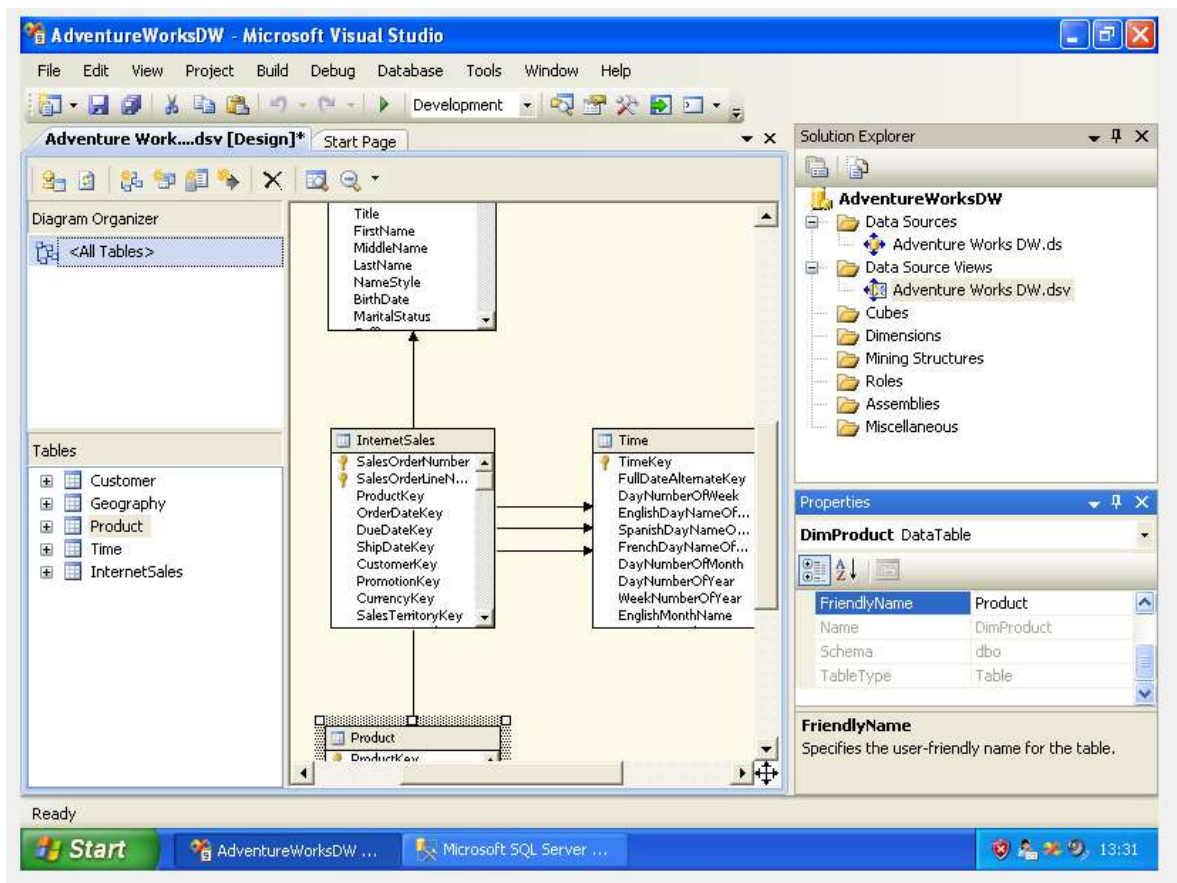 AdventureWorksDW - Microsoft Visual Studio
File Edit View Project Build Debug Database Tools Window Help
Development
Adventure Work....dsv [Design]* Start Page
Diagram Organizer
<All Tables>
Tables
Customer
Geography
Product
Time
InternetSales
Title
FirstName
MiddleName
LastName
NameStyle
BirthDate
MaritalStatus
InternetSales
SalesOrderNumber
SalesOrderLineN...
ProductKey
OrderDateKey
DueDateKey
ShipDateKey
CustomerKey
PromotionKey
CurrencyKey
SalesTerritoryKey
Time
TimeKey
FullDateAlternateKey
DayNumberOfWeek
EnglishDayNameOf...
SpanishDayNameO...
FrenchDayNameOf...
DayNumberOfMonth
DayNumberOfYear
WeekNumberOfYear
EnglishMonthName
Product
ProductKey
Solution Explorer
AdventureWorksDW
Data Sources
Adventure Works DW.ds
Data Source Views
Adventure Works DW.dsv
Cubes
Dimensions
Mining Structures
Roles
Assemblies
Miscellaneous
Properties
DimProduct DataTable
FriendlyName Product
Name DimProduct
Schema dbo
TableType Table
FriendlyName
Specifies the user-friendly name for the table.
Ready
Start AdventureWorksDW ... Microsoft SQL Server ... 13:31